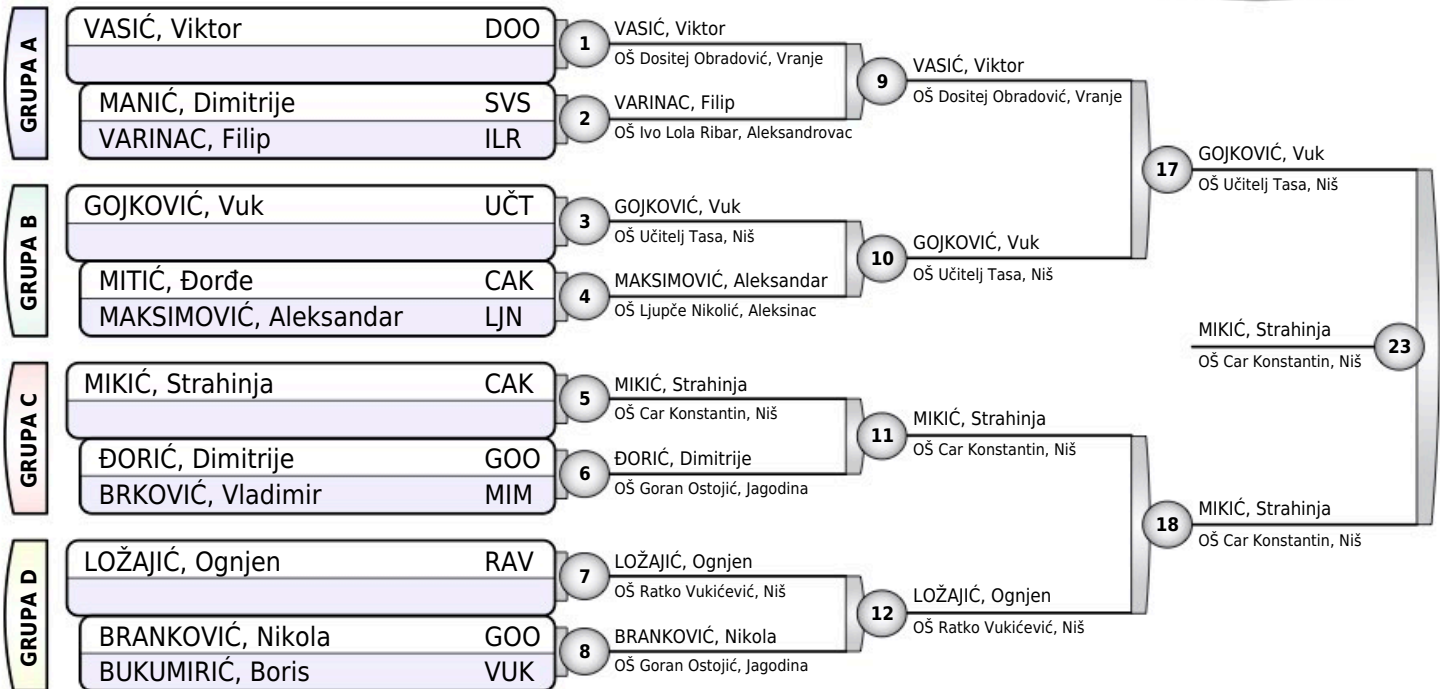 GRUPA A
VASIĆ, Viktor DOO
MANIĆ, Dimitrije SVS
VARINAC, Filip ILR
GRUPA B
GOJKOVIĆ, Vuk UČT
MITIĆ, Đorđe CAK
MAKSIMOVIĆ, Aleksandar LJN
GRUPA C
MIKIĆ, Strahinja CAK
ĐORIĆ, Dimitrije GOO
BRKOVIĆ, Vladimir MIM
GRUPA D
LOŽAJIĆ, Ognjen RAV
BRANKOVIĆ, Nikola GOO
BUKUMIRIĆ, Boris VUK
1
VASIĆ, Viktor
OŠ Dositej Obradović, Vranje
2
VARINAC, Filip
OŠ Ivo Lola Ribar, Aleksandrovac
3
GOJKOVIĆ, Vuk
OŠ Učitelj Tasa, Niš
4
MAKSIMOVIĆ, Aleksandar
OŠ Ljupče Nikolić, Aleksinac
5
MIKIĆ, Strahinja
OŠ Car Konstantin, Niš
6
ĐORIĆ, Dimitrije
OŠ Goran Ostojić, Jagodina
7
LOŽAJIĆ, Ognjen
OŠ Ratko Vukićević, Niš
8
BRANKOVIĆ, Nikola
OŠ Goran Ostojić, Jagodina
9
VASIĆ, Viktor
OŠ Dositej Obradović, Vranje
10
GOJKOVIĆ, Vuk
OŠ Učitelj Tasa, Niš
11
MIKIĆ, Strahinja
OŠ Car Konstantin, Niš
12
LOŽAJIĆ, Ognjen
OŠ Ratko Vukićević, Niš
17
GOJKOVIĆ, Vuk
OŠ Učitelj Tasa, Niš
18
MIKIĆ, Strahinja
OŠ Car Konstantin, Niš
MIKIĆ, Strahinja
OŠ Car Konstantin, Niš
23